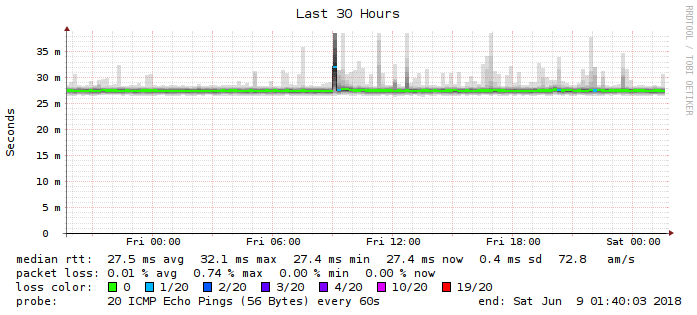 Last 30 Hours
RRDTOOL / TOBI OETIKER
Seconds
35 m
30 m
25 m
20 m
15 m
10 m
5 m
0
Fri 00:00 Fri 06:00 Fri 12:00 Fri 18:00 Sat 00:00
median rtt: 27.5 ms avg 32.1 ms max 27.4 ms min 27.4 ms now 0.4 ms sd 72.8 am/s
packet loss: 0.01 % avg 0.74 % max 0.00 % min 0.00 % now
loss color: 0 1/20 2/20 3/20 4/20 10/20 19/20
probe: 20 ICMP Echo Pings (56 Bytes) every 60s end: Sat Jun 9 01:40:03 2018